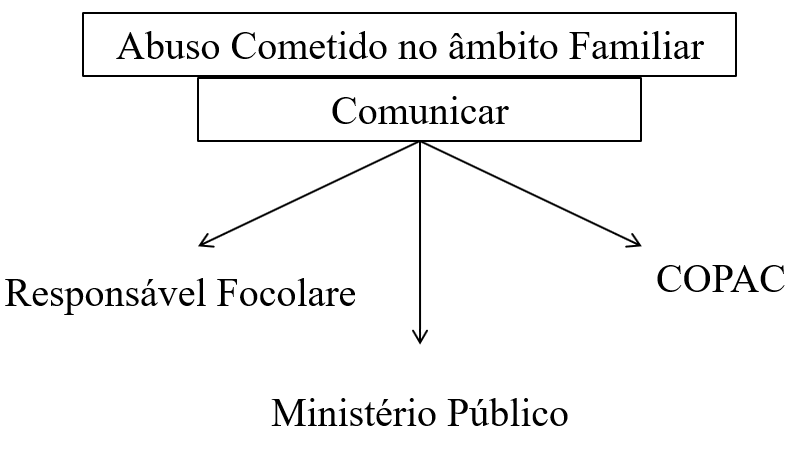 Abuso Cometido no âmbito Familiar
Comunicar
Responsável Focolare
COPAC
Ministério Público